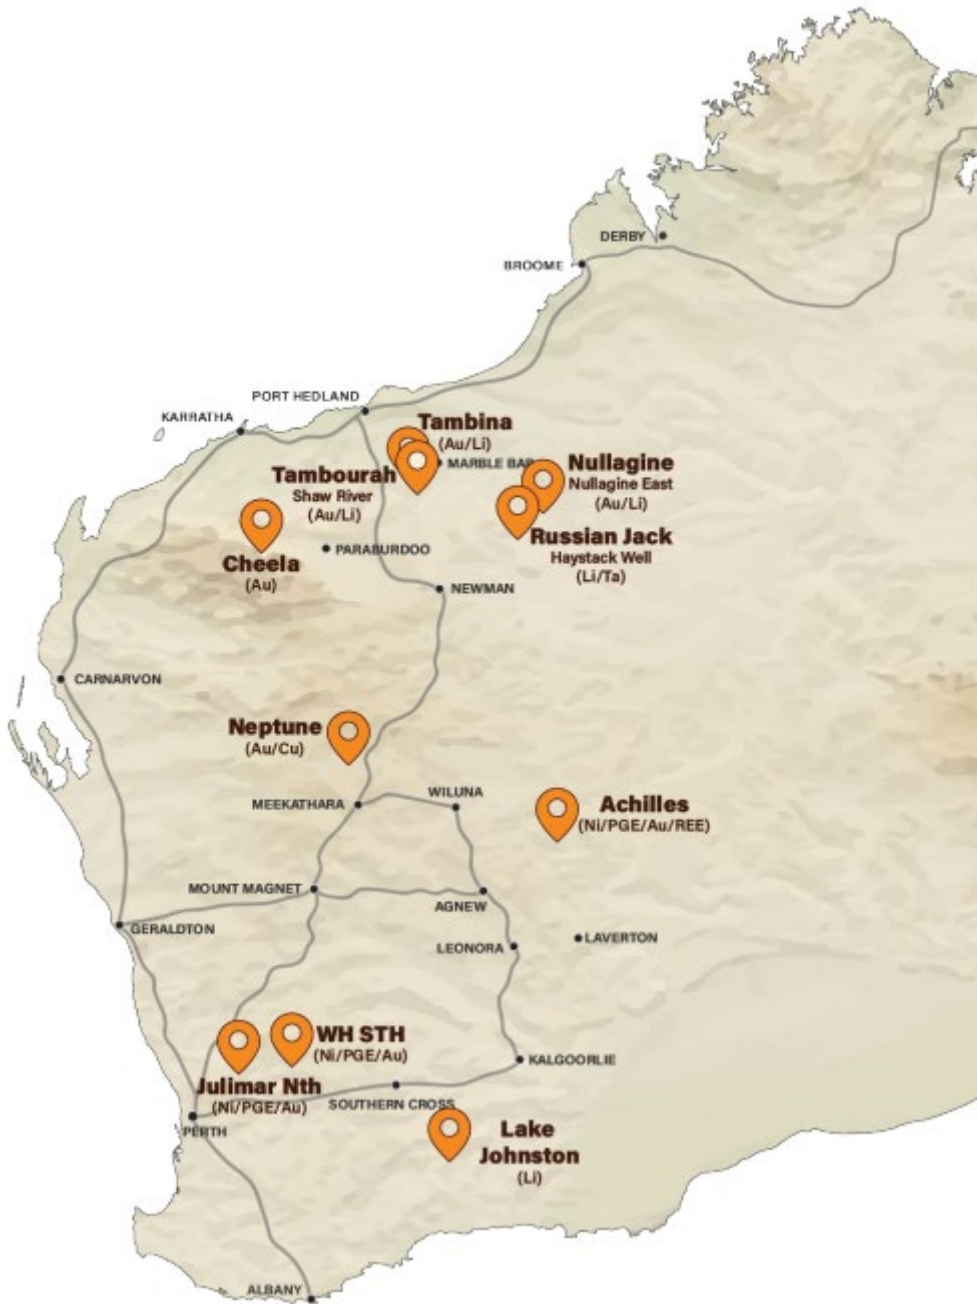 DERBY
BROOME
PORT HEDLAND
KARRATHA
Tambina
(Au/Li)
MARBLE BAR
Tambourah
Shaw River
(Au/Li)
Nullagine
Nullagine East
(Au/Li)
Russian Jack
Haystack Well
(Li/Ta)
Cheela
(Au)
PARABURDOO
NEWMAN
CARNARVON
Neptune
(Au/Cu)
MEEKATHARA
WILUNA
Achilles
(Ni/PGE/Au/REE)
MOUNT MAGNET
AGNEW
GERALDTON
LEONORA
LAVERTON
WH STH
(Ni/PGE/Au)
KALGOORLIE
Julimar Nth
(Ni/PGE/Au)
SOUTHERN CROSS
PERTH
Lake
Johnston
(Li)
ALBANY